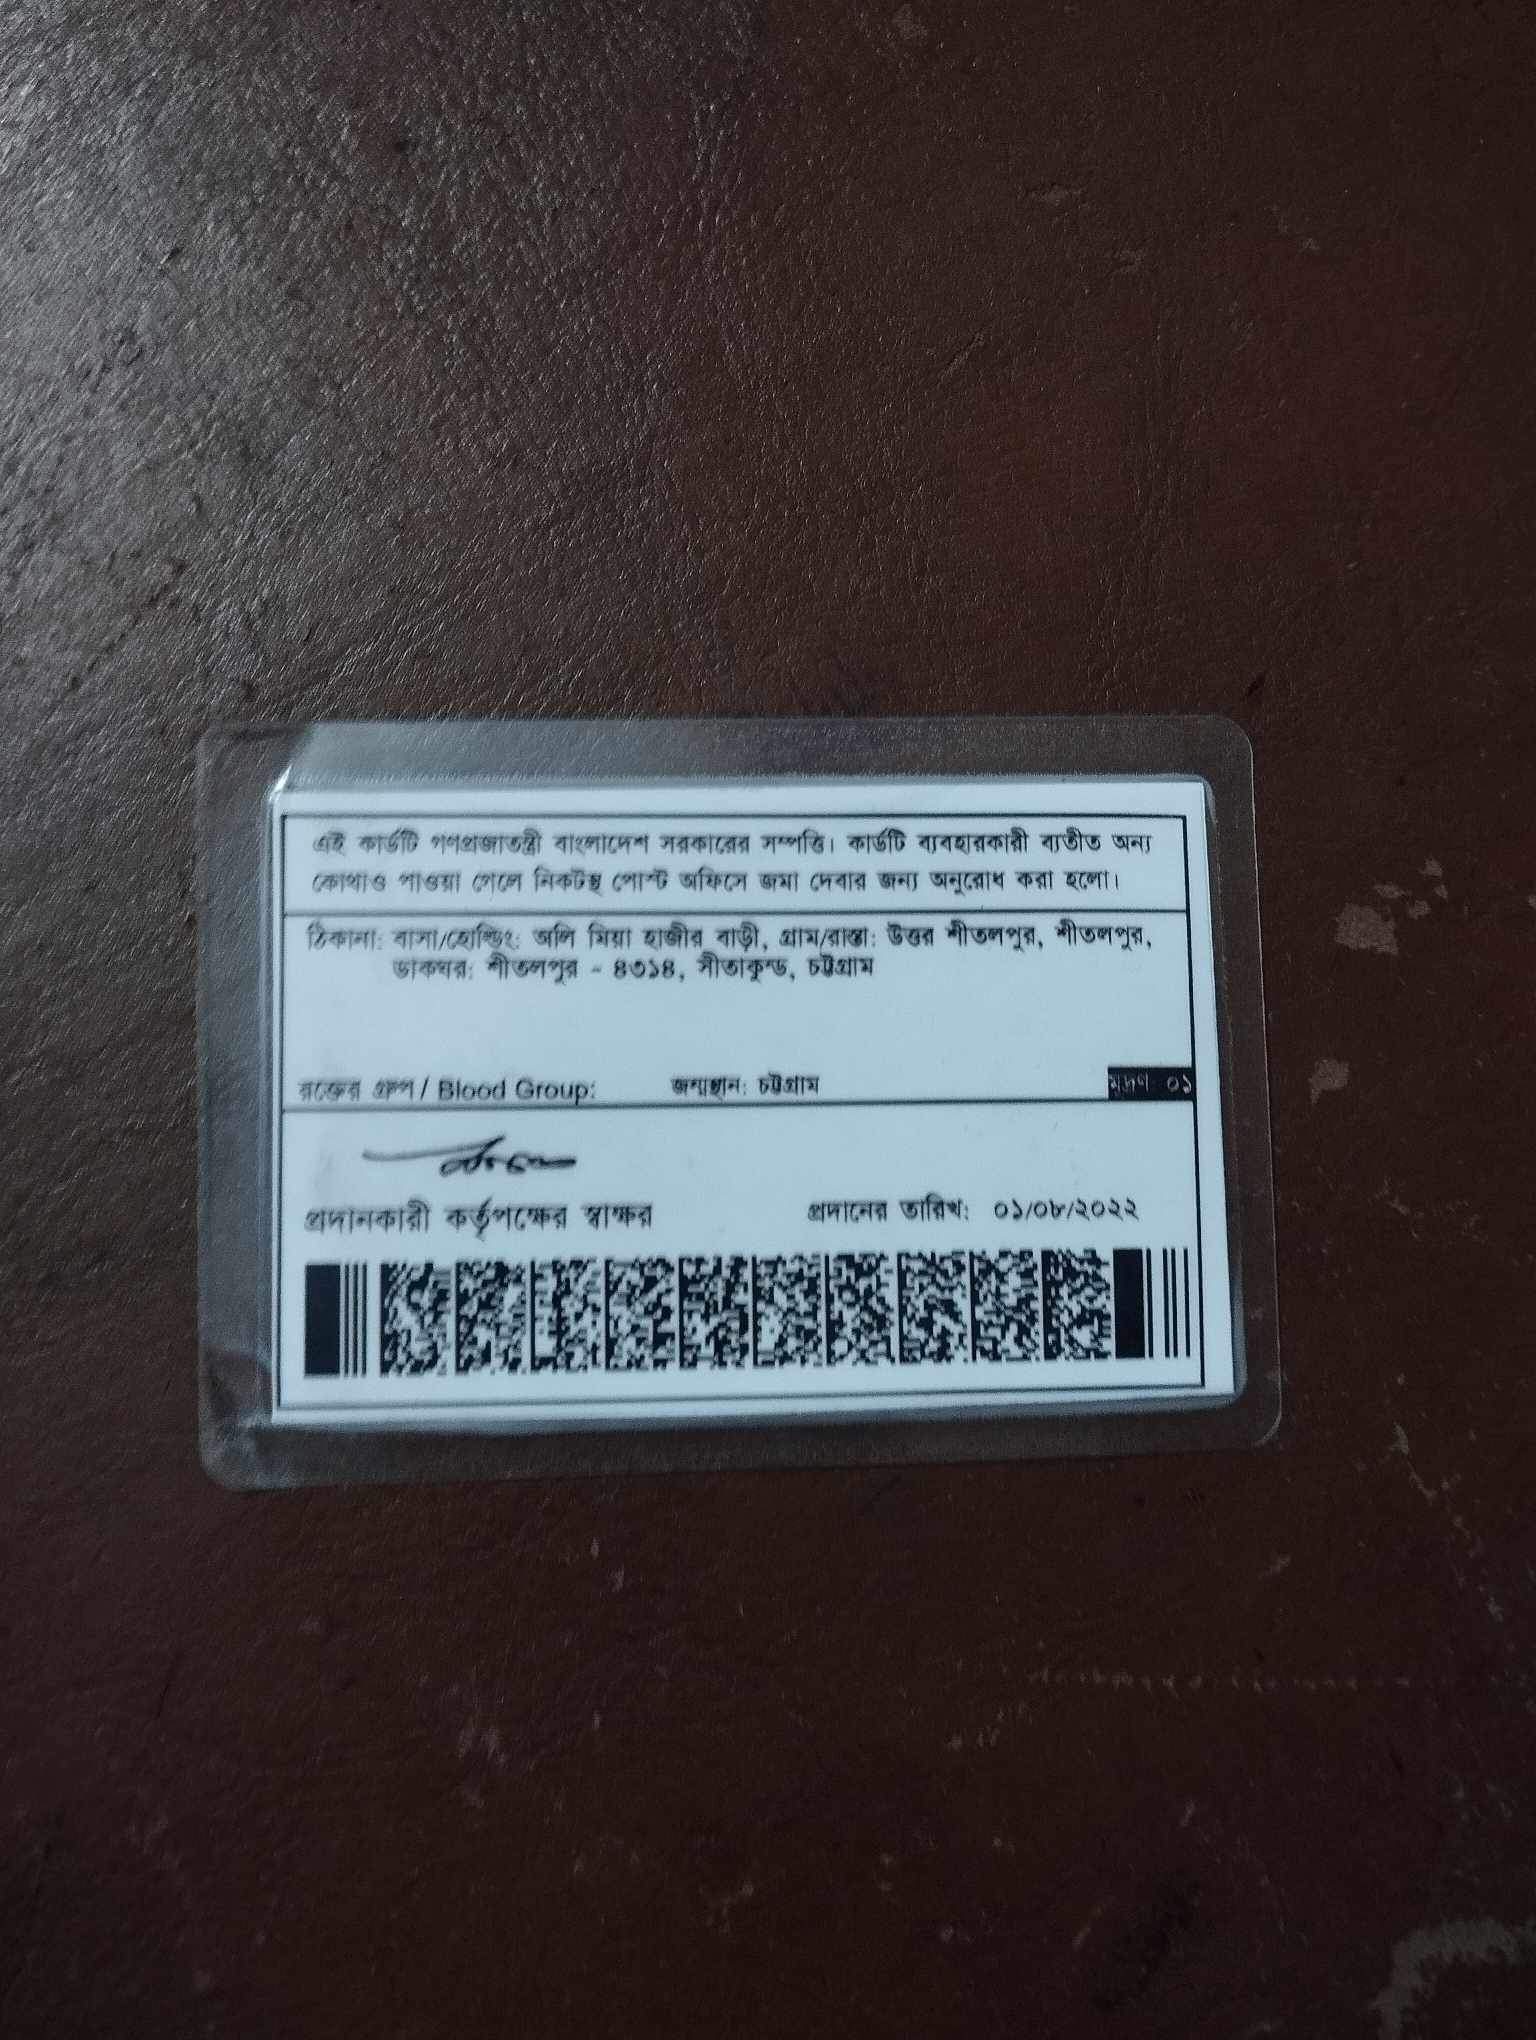 এই কার্ডটি গণপ্রজাতন্ত্রী বাংলাদেশ সরকারের সম্পত্তি। কার্ডটি ব্যবহারকারী ব্যতীত অন্য
কোথাও পাওয়া গেলে নিকটস্থ পোস্ট অফিসে জমা দেবার জন্য অনুরোধ করা হলো।
ঠিকানা: বাসা/হোল্ডিং: অলি মিয়া হাজীর বাড়ী, গ্রাম/রাস্তা: উত্তর শীতলপুর, শীতলপুর,
ডাকঘর: শীতলপুর - ৪৩১৪, সীতাকুন্ড, চট্টগ্রাম
রক্তের গ্রুপ / Blood Group: জন্মস্থান: চট্টগ্রাম মুদ্রণ: ০১
প্রদানকারী কর্তৃপক্ষের স্বাক্ষর প্রদানের তারিখ: ০১/০৮/২০২২